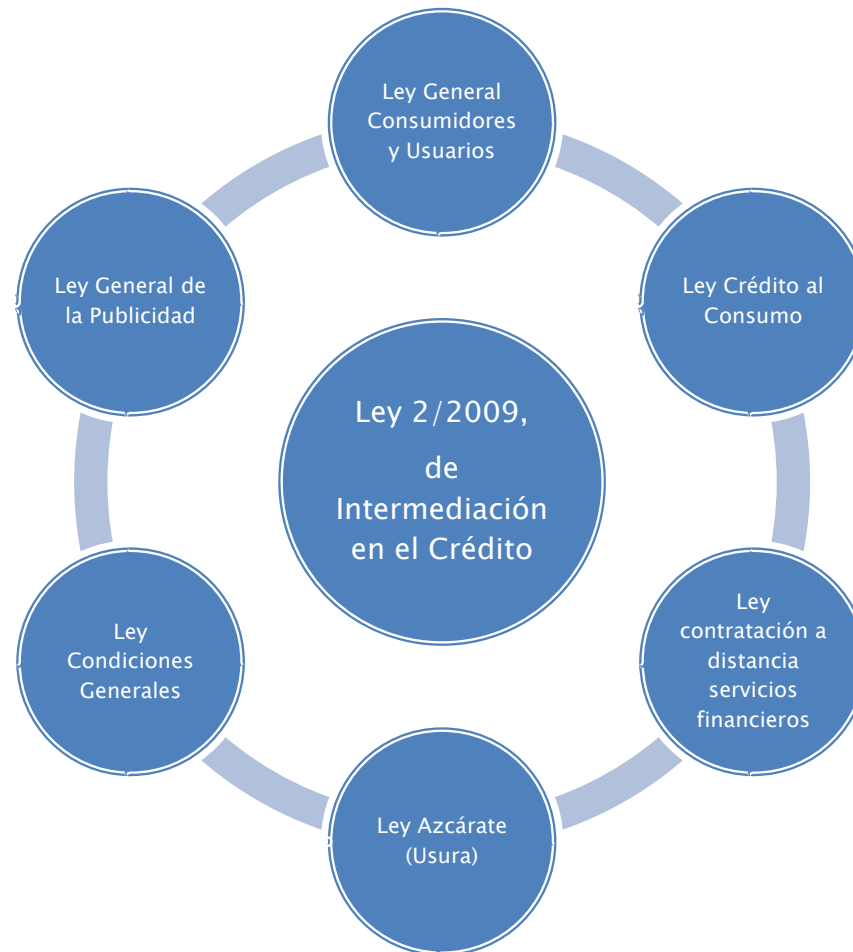 Ley General
Consumidores
y Usuarios
Ley General de
la Publicidad
Ley Crédito al
Consumo
Ley 2/2009,
de
Intermediación
en el Crédito
Ley
Condiciones
Generales
Ley
contratación a
distancia
servicios
financieros
Ley Azcárate
(Usura)